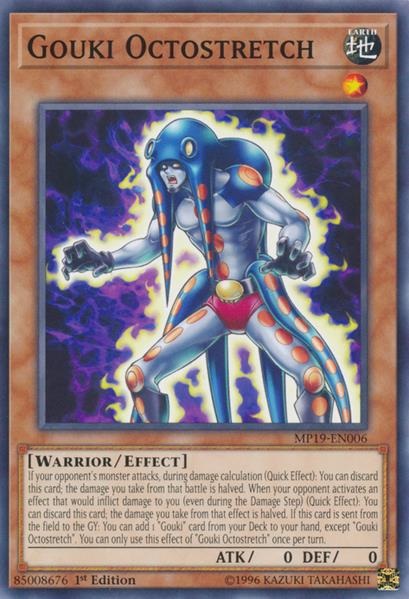 GOUKI OCTOSTRETCH
EARTH
地
MP19-EN006
[WARRIOR/EFFECT]
If your opponent's monster attacks, during damage calculation (Quick Effect): You can discard
this card; the damage you take from that battle is halved. When your opponent activates an
effect that would inflict damage to you (even during the Damage Step) (Quick Effect): You
can discard this card; the damage you take from that effect is halved. If this card is sent from
the field to the GY: You can add 1 "Gouki" card from your Deck to your hand, except "Gouki
Octostretch". You can only use this effect of "Gouki Octostretch" once per turn.
ATK/ 0 DEF/ 0
85008676 1st Edition ©1996 KAZUKI TAKAHASHI